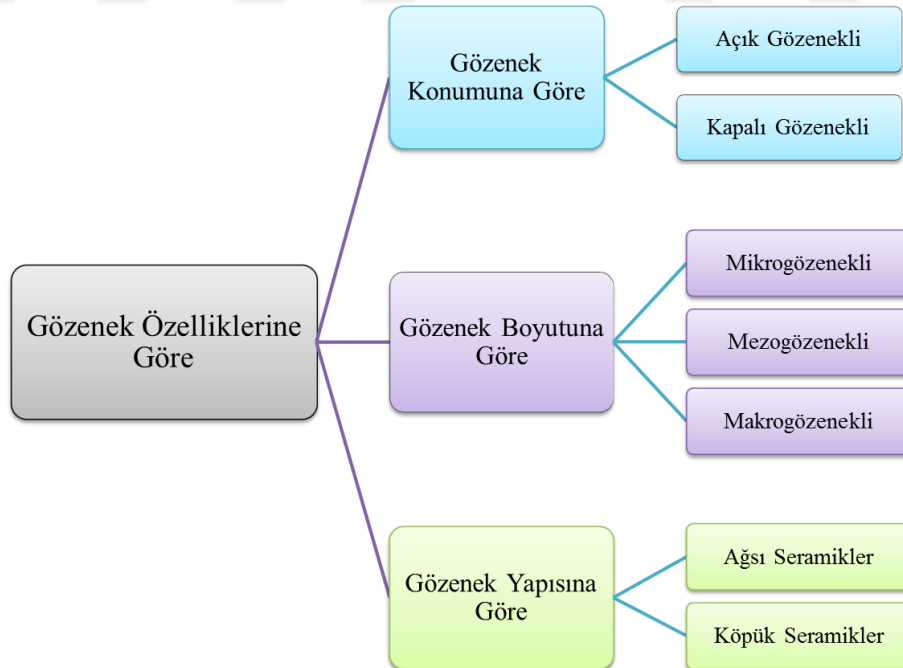 Gözenek Özelliklerine
Göre
Gözenek
Konumuna Göre
Açık Gözenekli
Kapalı Gözenekli
Gözenek Boyutuna
Göre
Mikrogözenekli
Mezogözenekli
Makrogözenekli
Gözenek Yapısına
Göre
Ağsı Seramikler
Köpük Seramikler